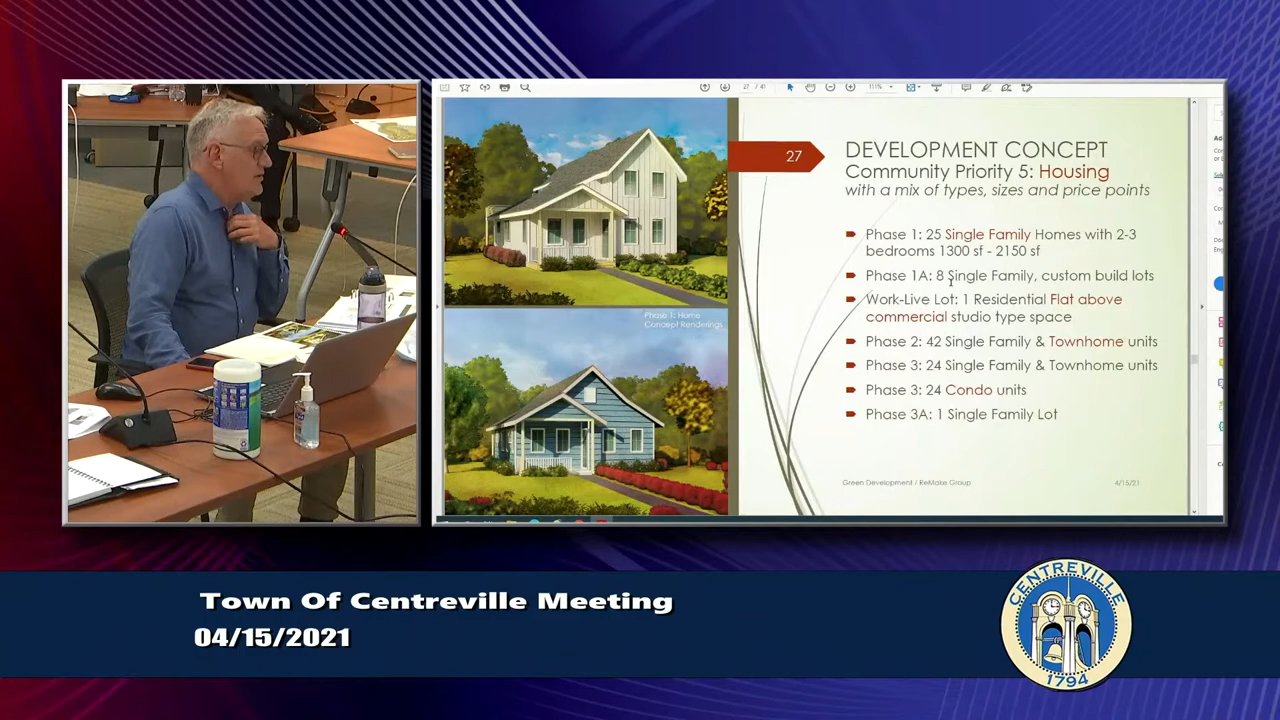 27 / 41
111%
27
DEVELOPMENT CONCEPT
Community Priority 5: Housing
with a mix of types, sizes and price points
Phase 1: 25 Single Family Homes with 2-3
bedrooms 1300 sf - 2150 sf
Phase 1A: 8 Single Family, custom build lots
Work-Live Lot: 1 Residential Flat above
commercial studio type space
Phase 2: 42 Single Family & Townhome units
Phase 3: 24 Single Family & Townhome units
Phase 3: 24 Condo units
Phase 3A: 1 Single Family Lot
Phase 1: Home
Concept Renderings
Green Development / ReMake Group
4/15/21
Town Of Centreville Meeting
04/15/2021
CENTREVILLE
1794